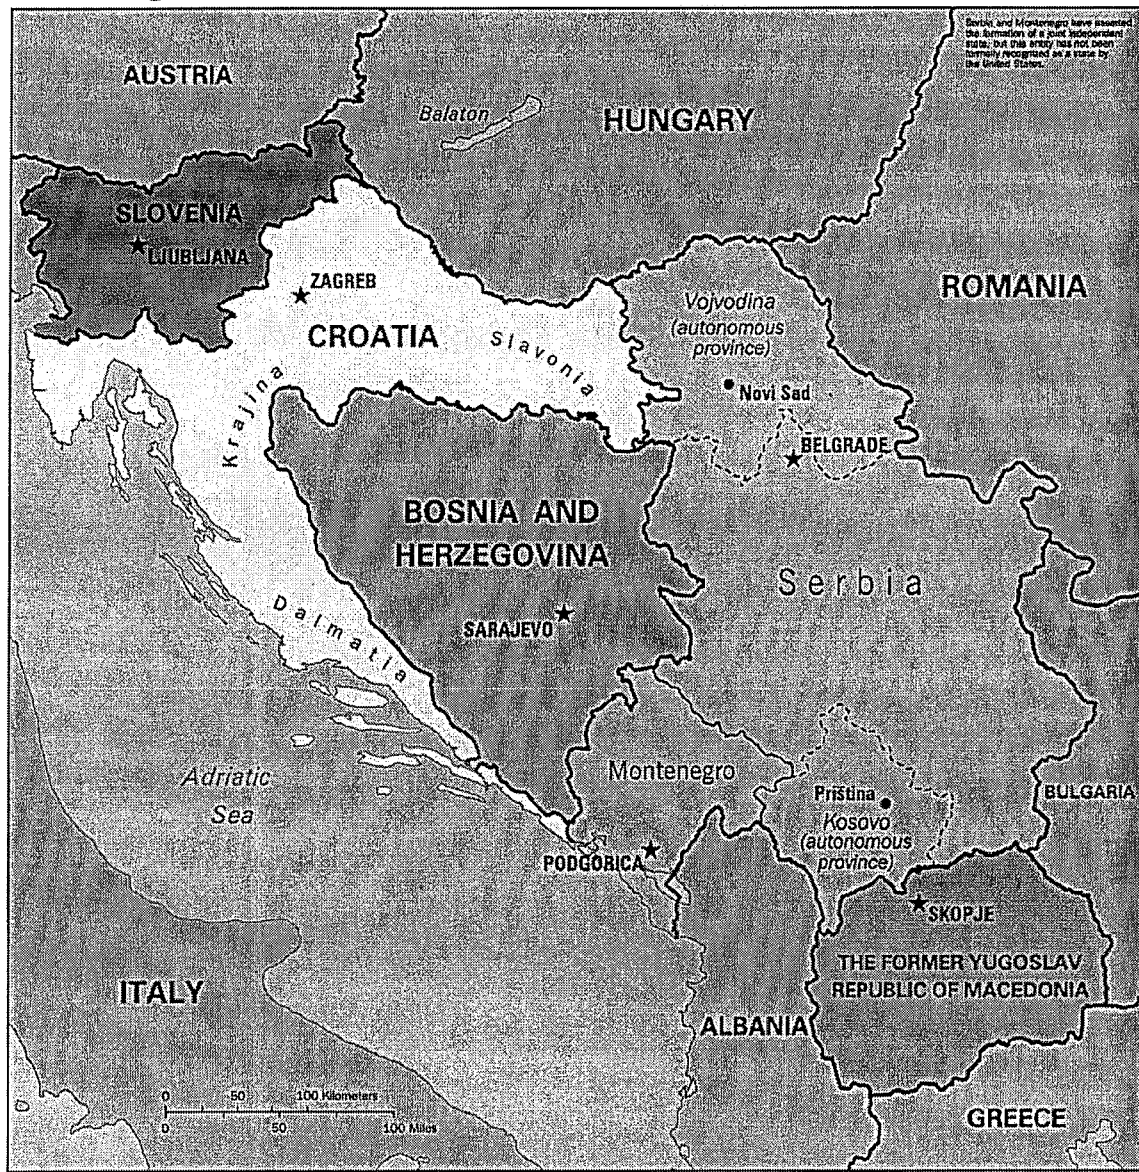 Serbia and Montenegro have asserted
the formation of a joint independent
state, but this entity has not been
formally recognized as a state by
the United States.
AUSTRIA
Balaton
HUNGARY
SLOVENIA
LJUBLJANA
ZAGREB
CROATIA
Slavonia
Krajina
Vojvodina
(autonomous
province)
Novi Sad
BELGRADE
ROMANIA
BOSNIA AND
HERZEGOVINA
SARAJEVO
Serbia
Dalmatia
Adriatic
Sea
Montenegro
Priština
Kosovo
(autonomous
province)
BULGARIA
PODGORICA
SKOPJE
THE FORMER YUGOSLAV
REPUBLIC OF MACEDONIA
ITALY
ALBANIA
GREECE
0 50 100 Kilometers
0 50 100 Miles